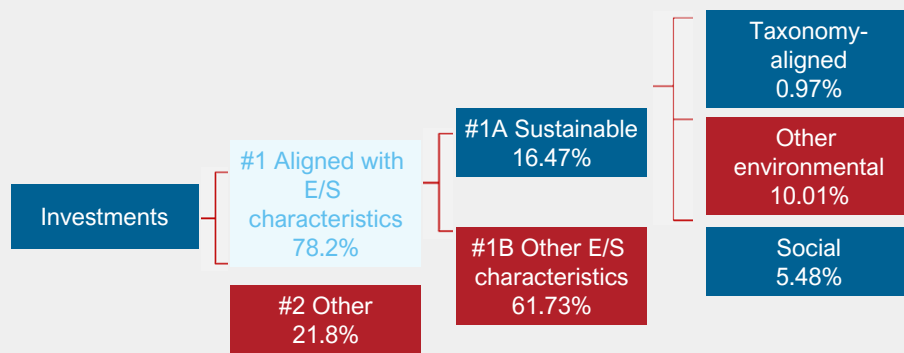 Investments
#1 Aligned with
E/S
characteristics
78.2%
#2 Other
21.8%
#1A Sustainable
16.47%
#1B Other E/S
characteristics
61.73%
Taxonomy-
aligned
0.97%
Other
environmental
10.01%
Social
5.48%